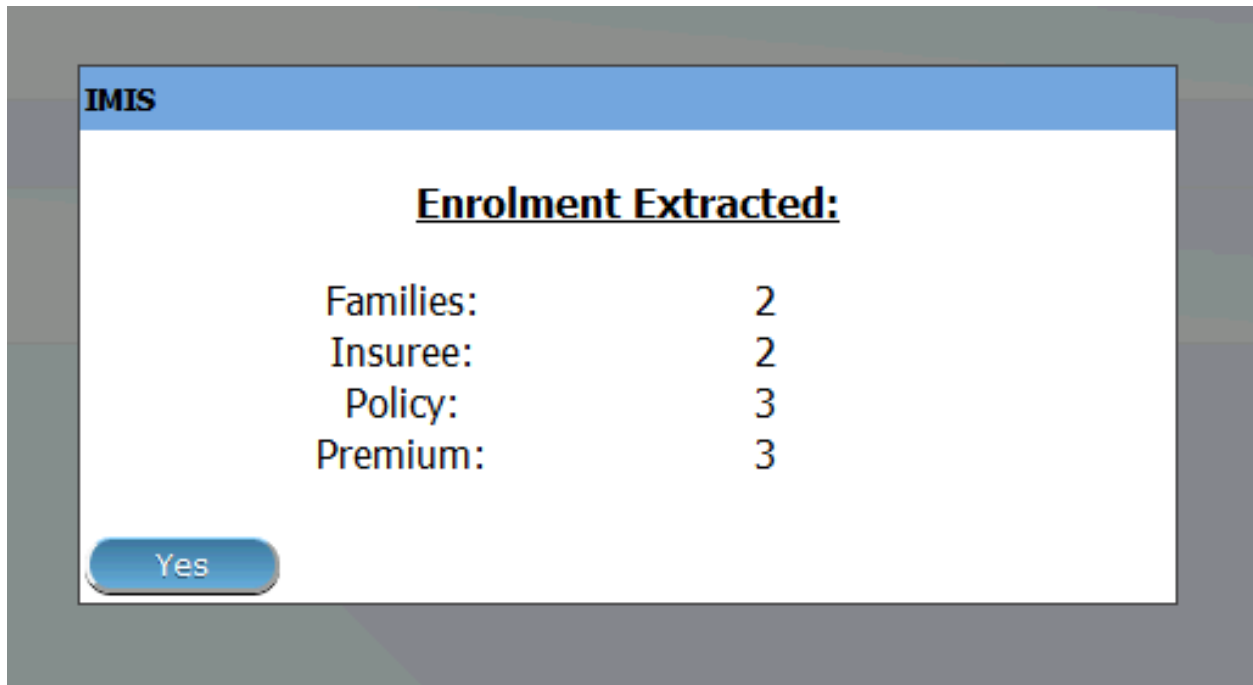 IMIS
Enrolment Extracted:
Families: 2
Insuree: 2
Policy: 3
Premium: 3
Yes